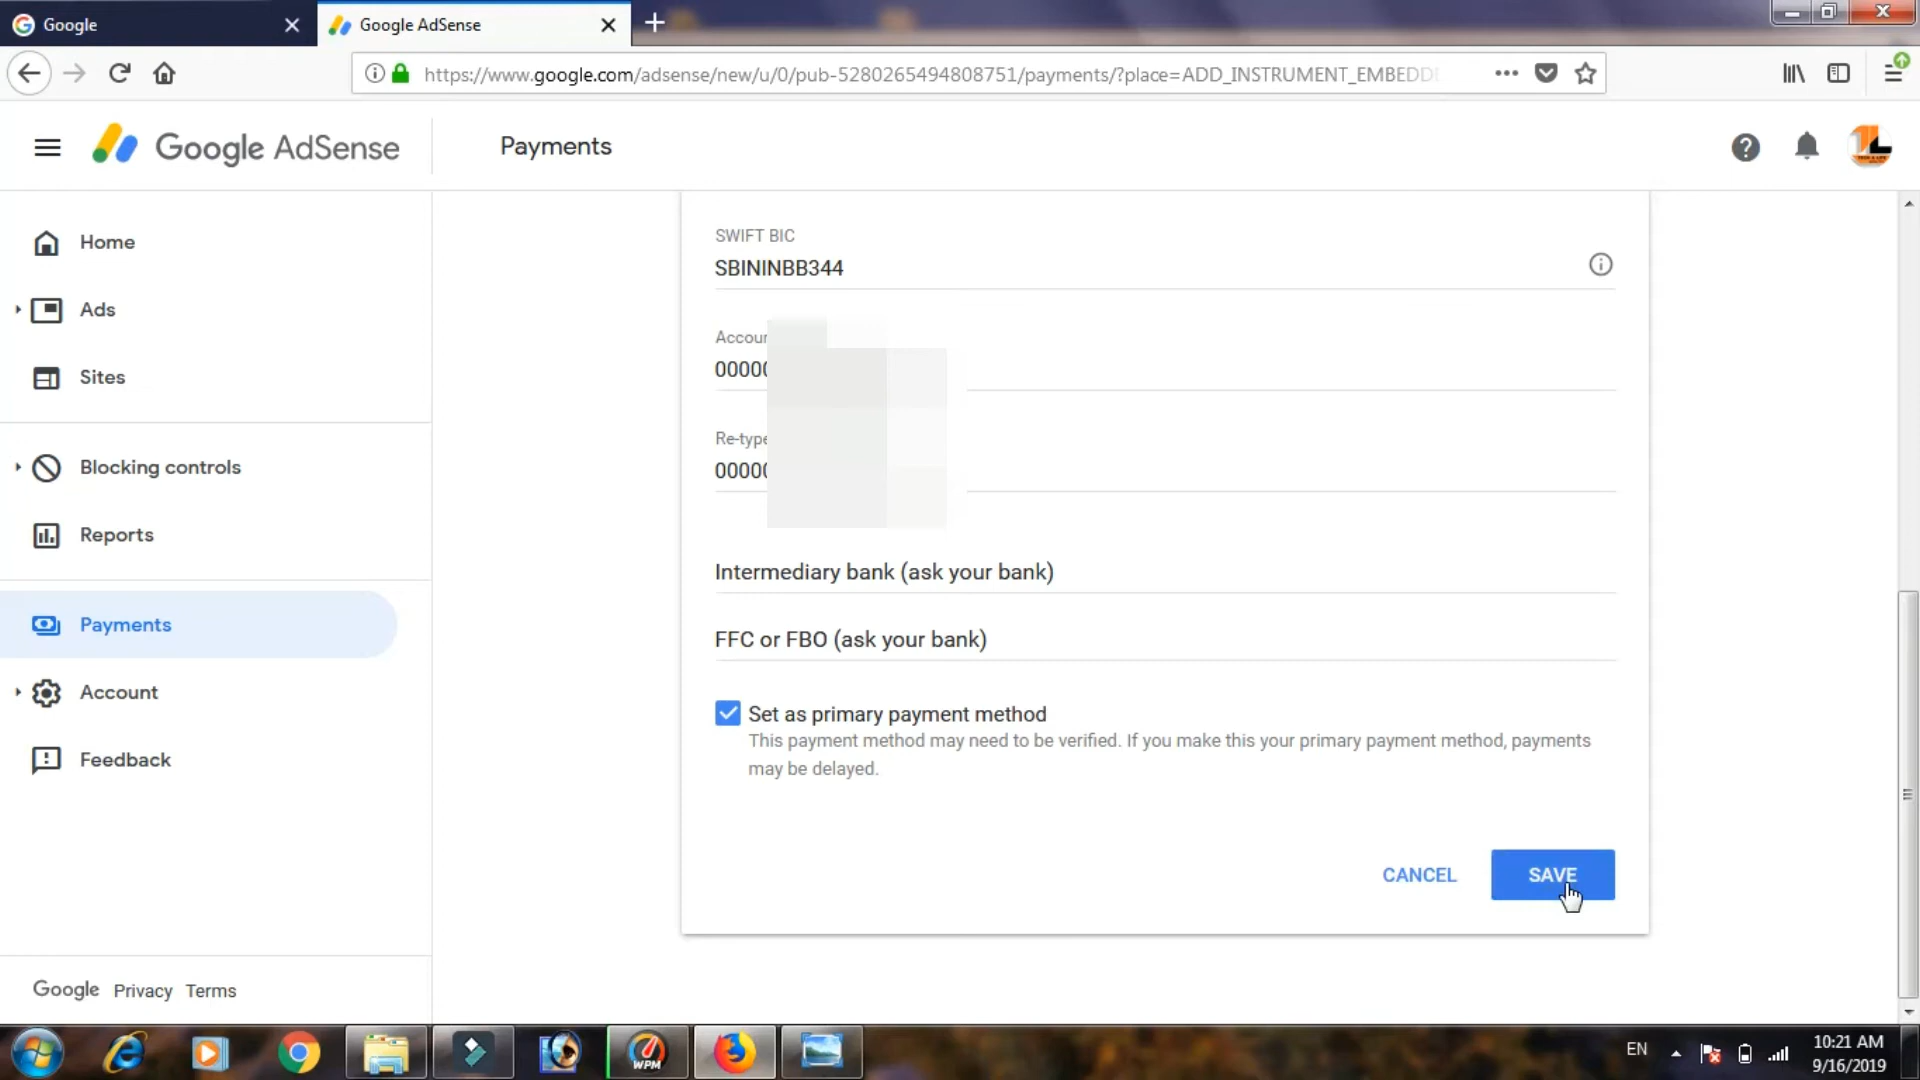 Google
Google AdSense
https://www.google.com/adsense/new/u/0/pub-5280265494808751/payments/?place=ADD_INSTRUMENT_EMBEDD
Google AdSense
Payments
Home
Ads
Sites
Blocking controls
Reports
Payments
Account
Feedback
Google Privacy Terms
SWIFT BIC
SBININBB344
Accoun
00000
Re-type
00000
Intermediary bank (ask your bank)
FFC or FBO (ask your bank)
Set as primary payment method
This payment method may need to be verified. If you make this your primary payment method, payments
may be delayed.
CANCEL
SAVE
WPM
EN
10:21 AM
9/16/2019